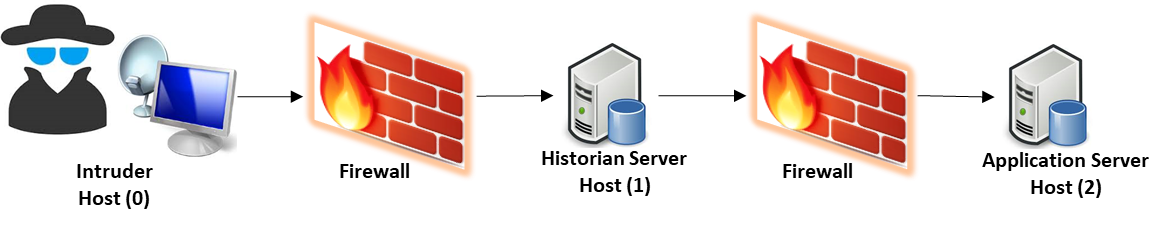 Intruder
Host (0)
Firewall
Historian Server
Host (1)
Firewall
Application Server
Host (2)